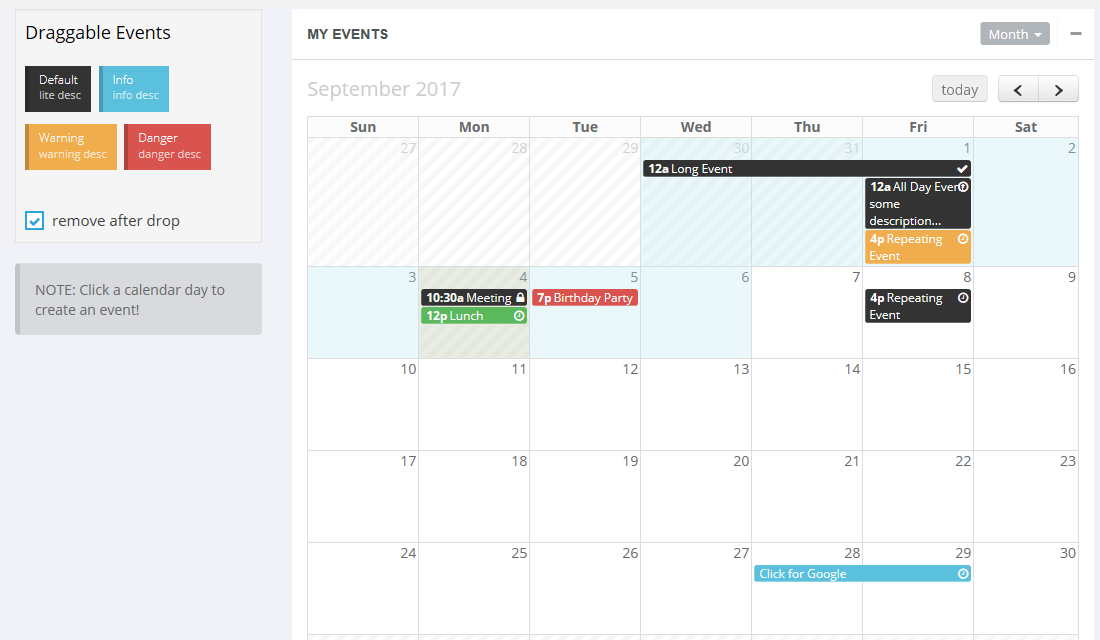 Draggable Events
Default
lite desc
Info
info desc
Warning
warning desc
Danger
danger desc
remove after drop
NOTE: Click a calendar day to
create an event!
MY EVENTS
Month
September 2017
today
Sun Mon Tue Wed Thu Fri Sat
27 28 29 30 31 1 2
12a Long Event
12a All Day Even
some
description...
4p Repeating
Event
3 4 5 6 7 8 9
10:30a Meeting
12p Lunch
7p Birthday Party
4p Repeating
Event
10 11 12 13 14 15 16
17 18 19 20 21 22 23
24 25 26 27 28 29 30
Click for Google